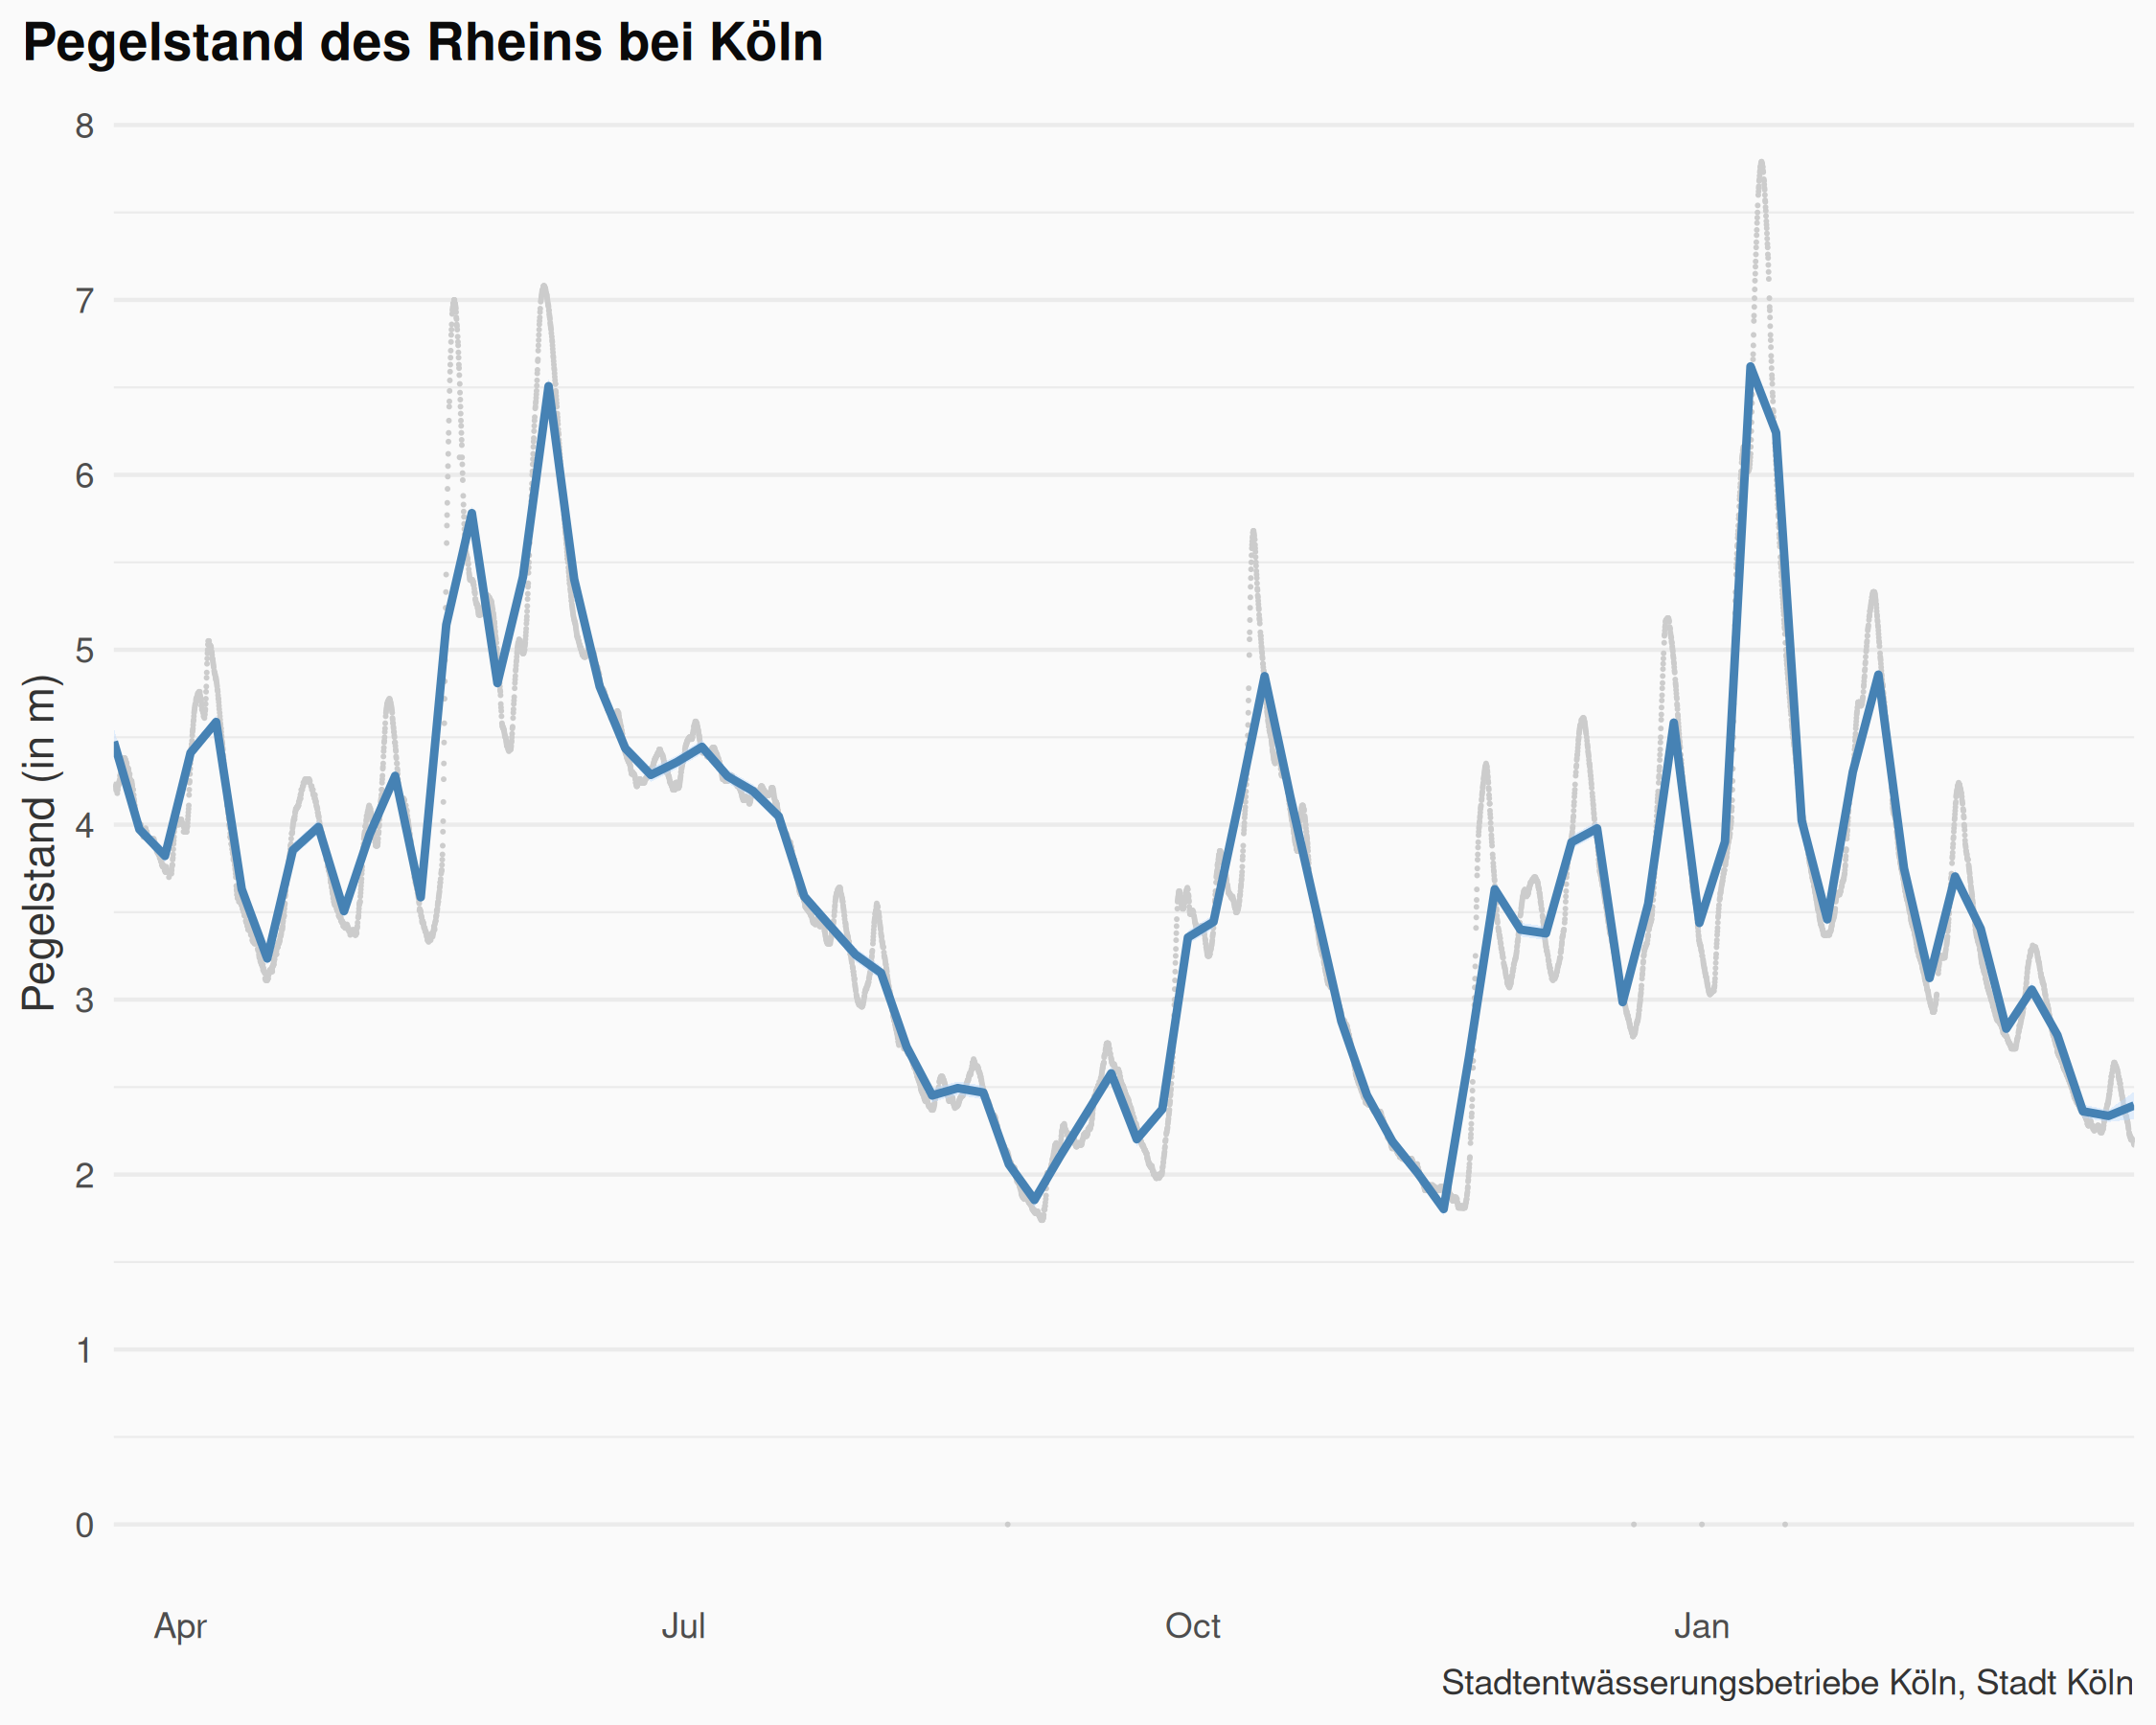 Pegelstand des Rheins bei Köln
Pegelstand (in m)
8
7
6
5
4
3
2
1
0
Apr Jul Oct Jan
Stadtentwässerungsbetriebe Köln, Stadt Köln